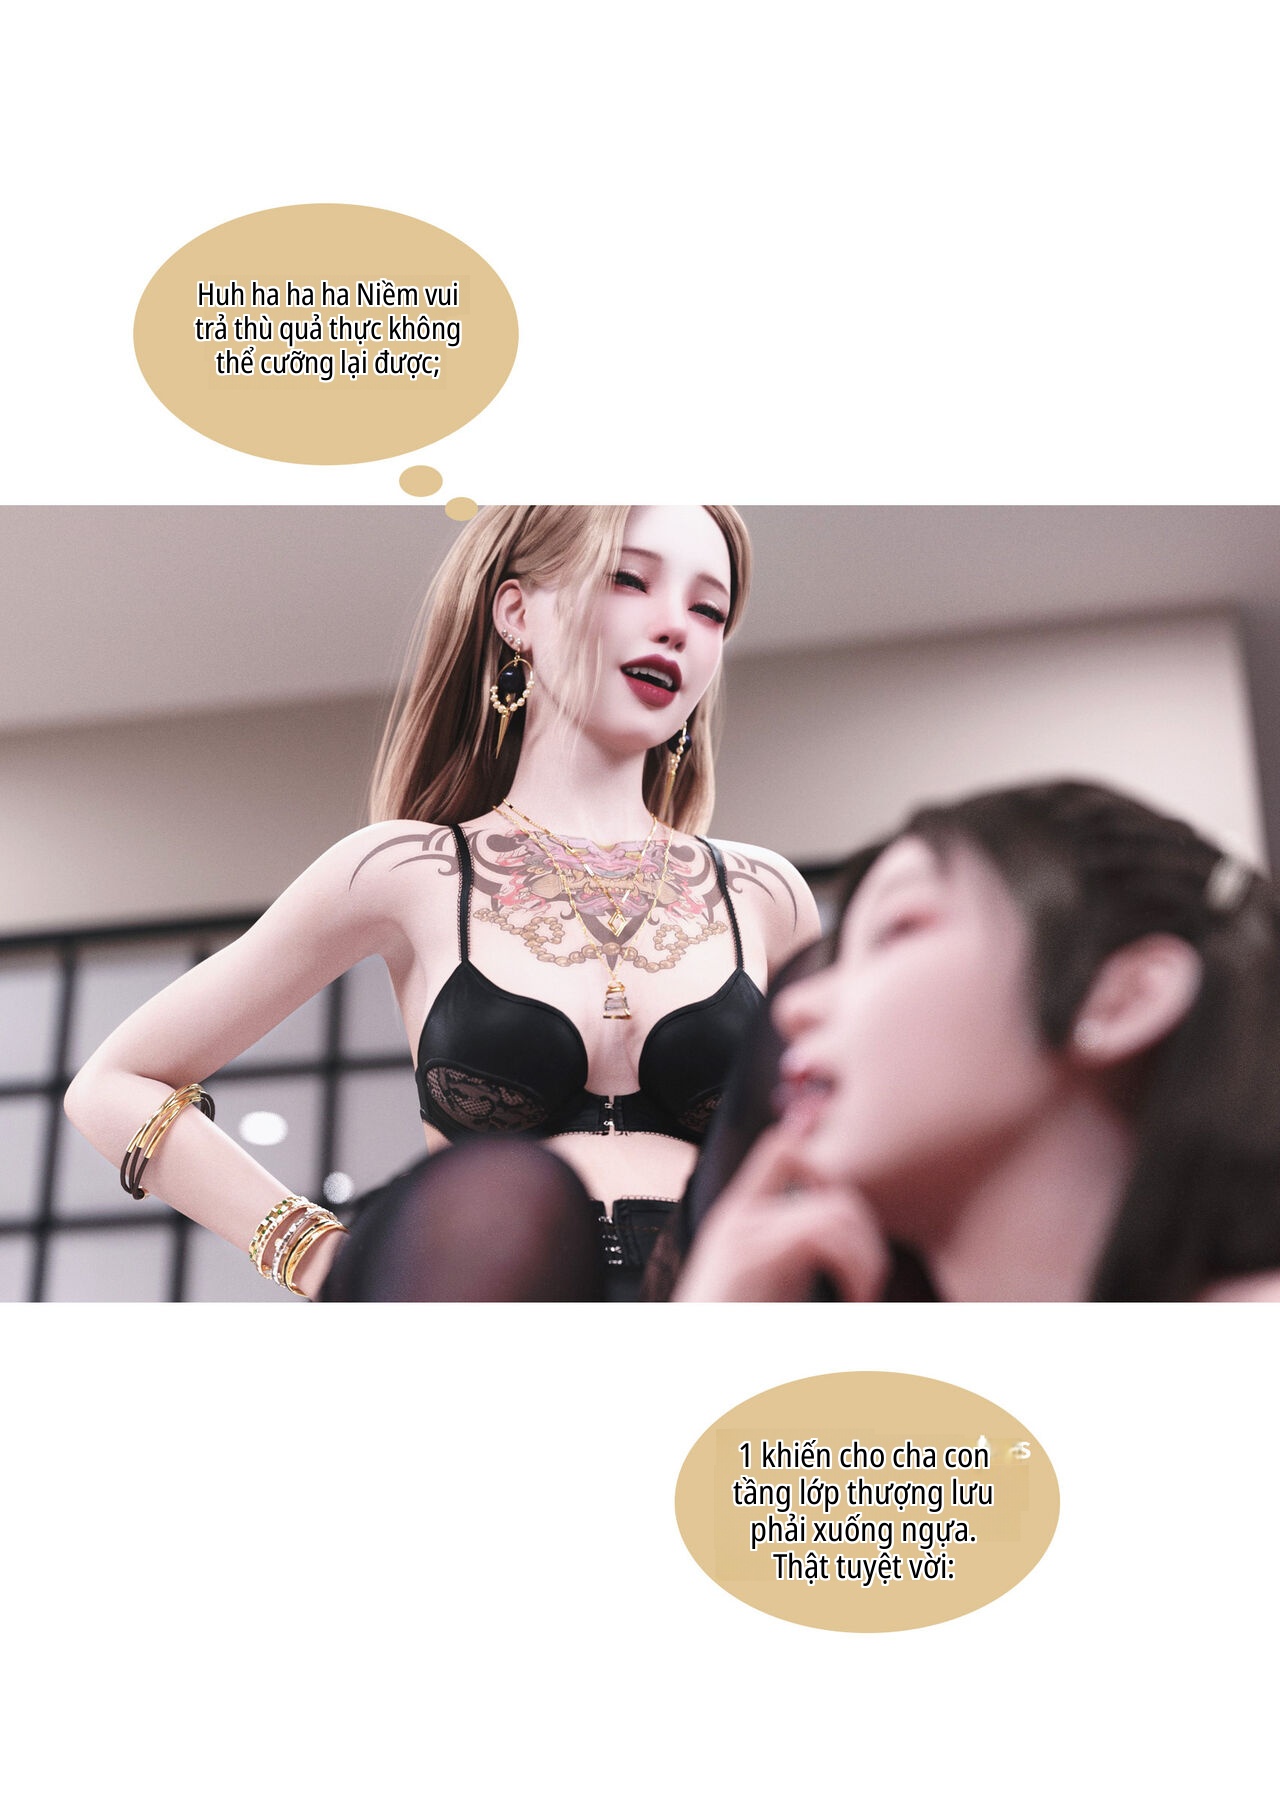 Huh ha ha ha Niềm vui
trả thù quả thực không
thể cưỡng lại được;
1 khiến cho cha con
tầng lớp thượng lưu
phải xuống ngựa.
Thật tuyệt vời: